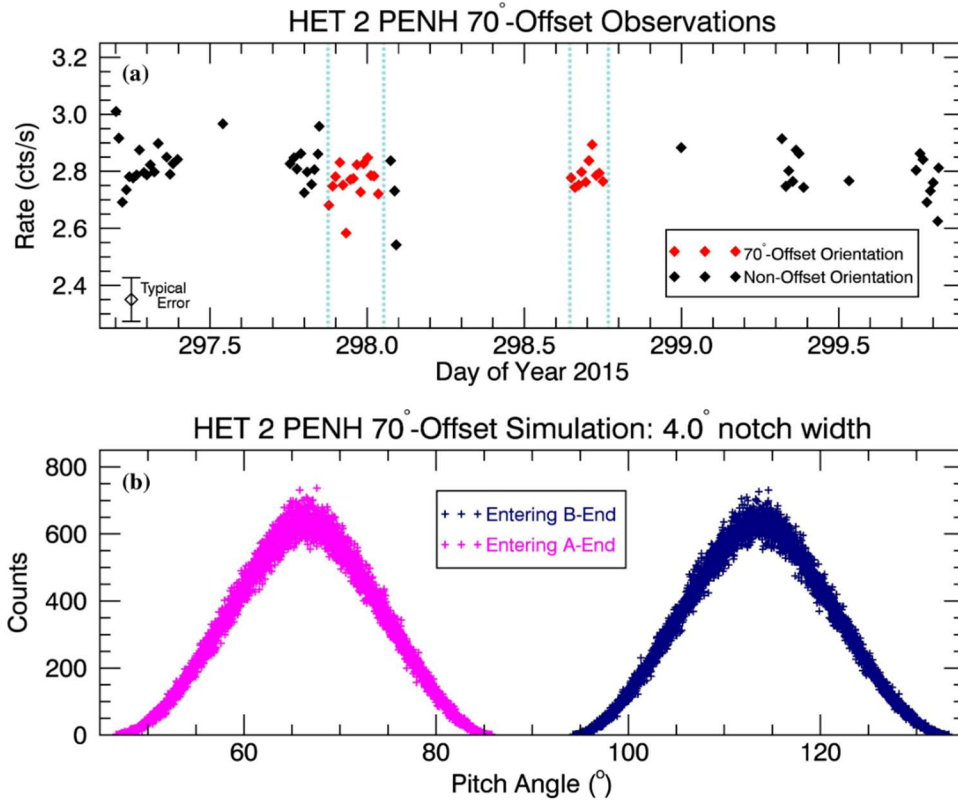 HET 2 PENH 70°-Offset Observations
(a)
3.2
3.0
2.8
2.6
2.4
Rate (cts/s)
70°-Offset Orientation
Non-Offset Orientation
Typical
Error
297.5 298.0 298.5 299.0 299.5
Day of Year 2015
HET 2 PENH 70°-Offset Simulation: 4.0° notch width
(b)
800
600
400
200
0
Counts
+ + + Entering B-End
+ + + Entering A-End
60 80 100 120
Pitch Angle (°)